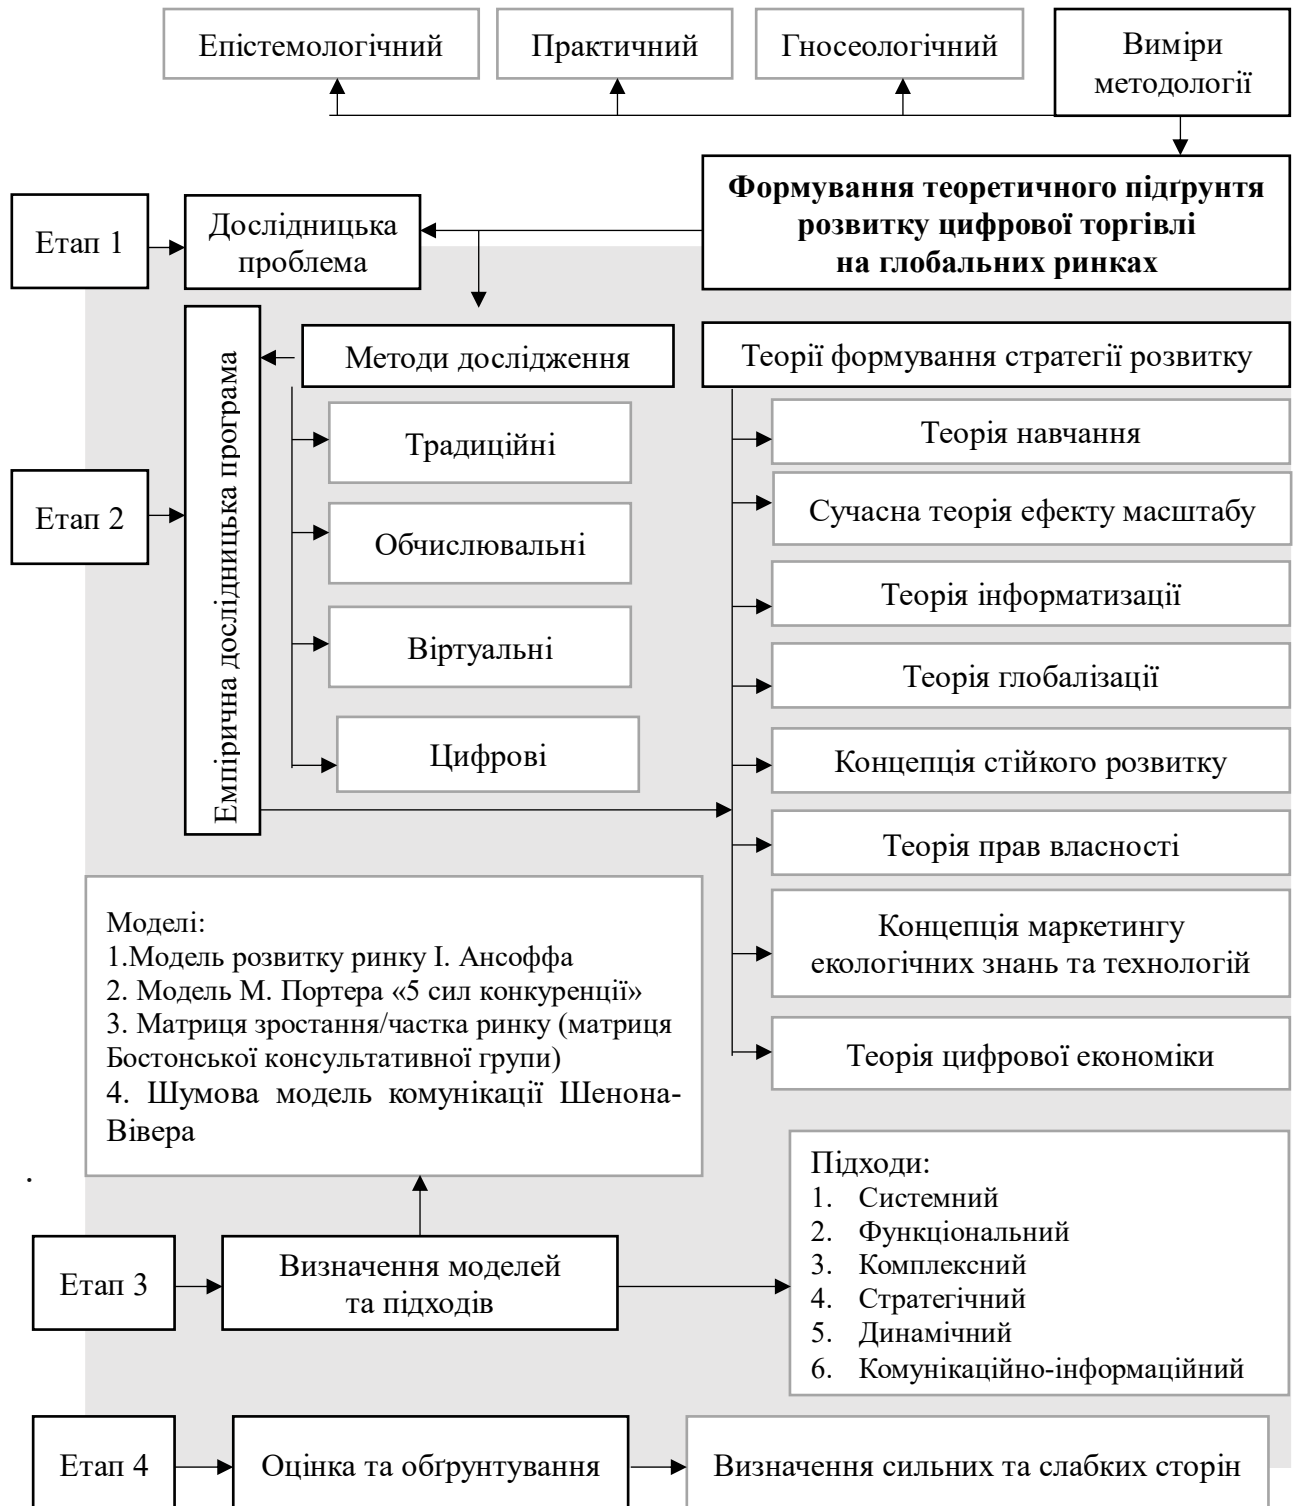 Епістемологічний
Практичний
Гносеологічний
Виміри
методології
Формування теоретичного підґрунтя
розвитку цифрової торгівлі
на глобальних ринках
Етап 1
Дослідницька
проблема
Етап 2
Емпірична дослідницька програма
Методи дослідження
Традиційні
Обчислювальні
Віртуальні
Цифрові
Теорії формування стратегії розвитку
Теорія навчання
Сучасна теорія ефекту масштабу
Теорія інформатизації
Теорія глобалізації
Концепція стійкого розвитку
Теорія прав власності
Концепція маркетингу
екологічних знань та технологій
Теорія цифрової економіки
Моделі:
1.Модель розвитку ринку І. Ансоффа
2. Модель М. Портера «5 сил конкуренції»
3. Матриця зростання/частка ринку (матриця
Бостонської консультативної групи)
4. Шумова модель комунікації Шенона-
Вівера
.
Етап 3
Визначення моделей
та підходів
Підходи:
1. Системний
2. Функціональний
3. Комплексний
4. Стратегічний
5. Динамічний
6. Комунікаційно-інформаційний
Етап 4
Оцінка та обґрунтування
Визначення сильних та слабких сторін